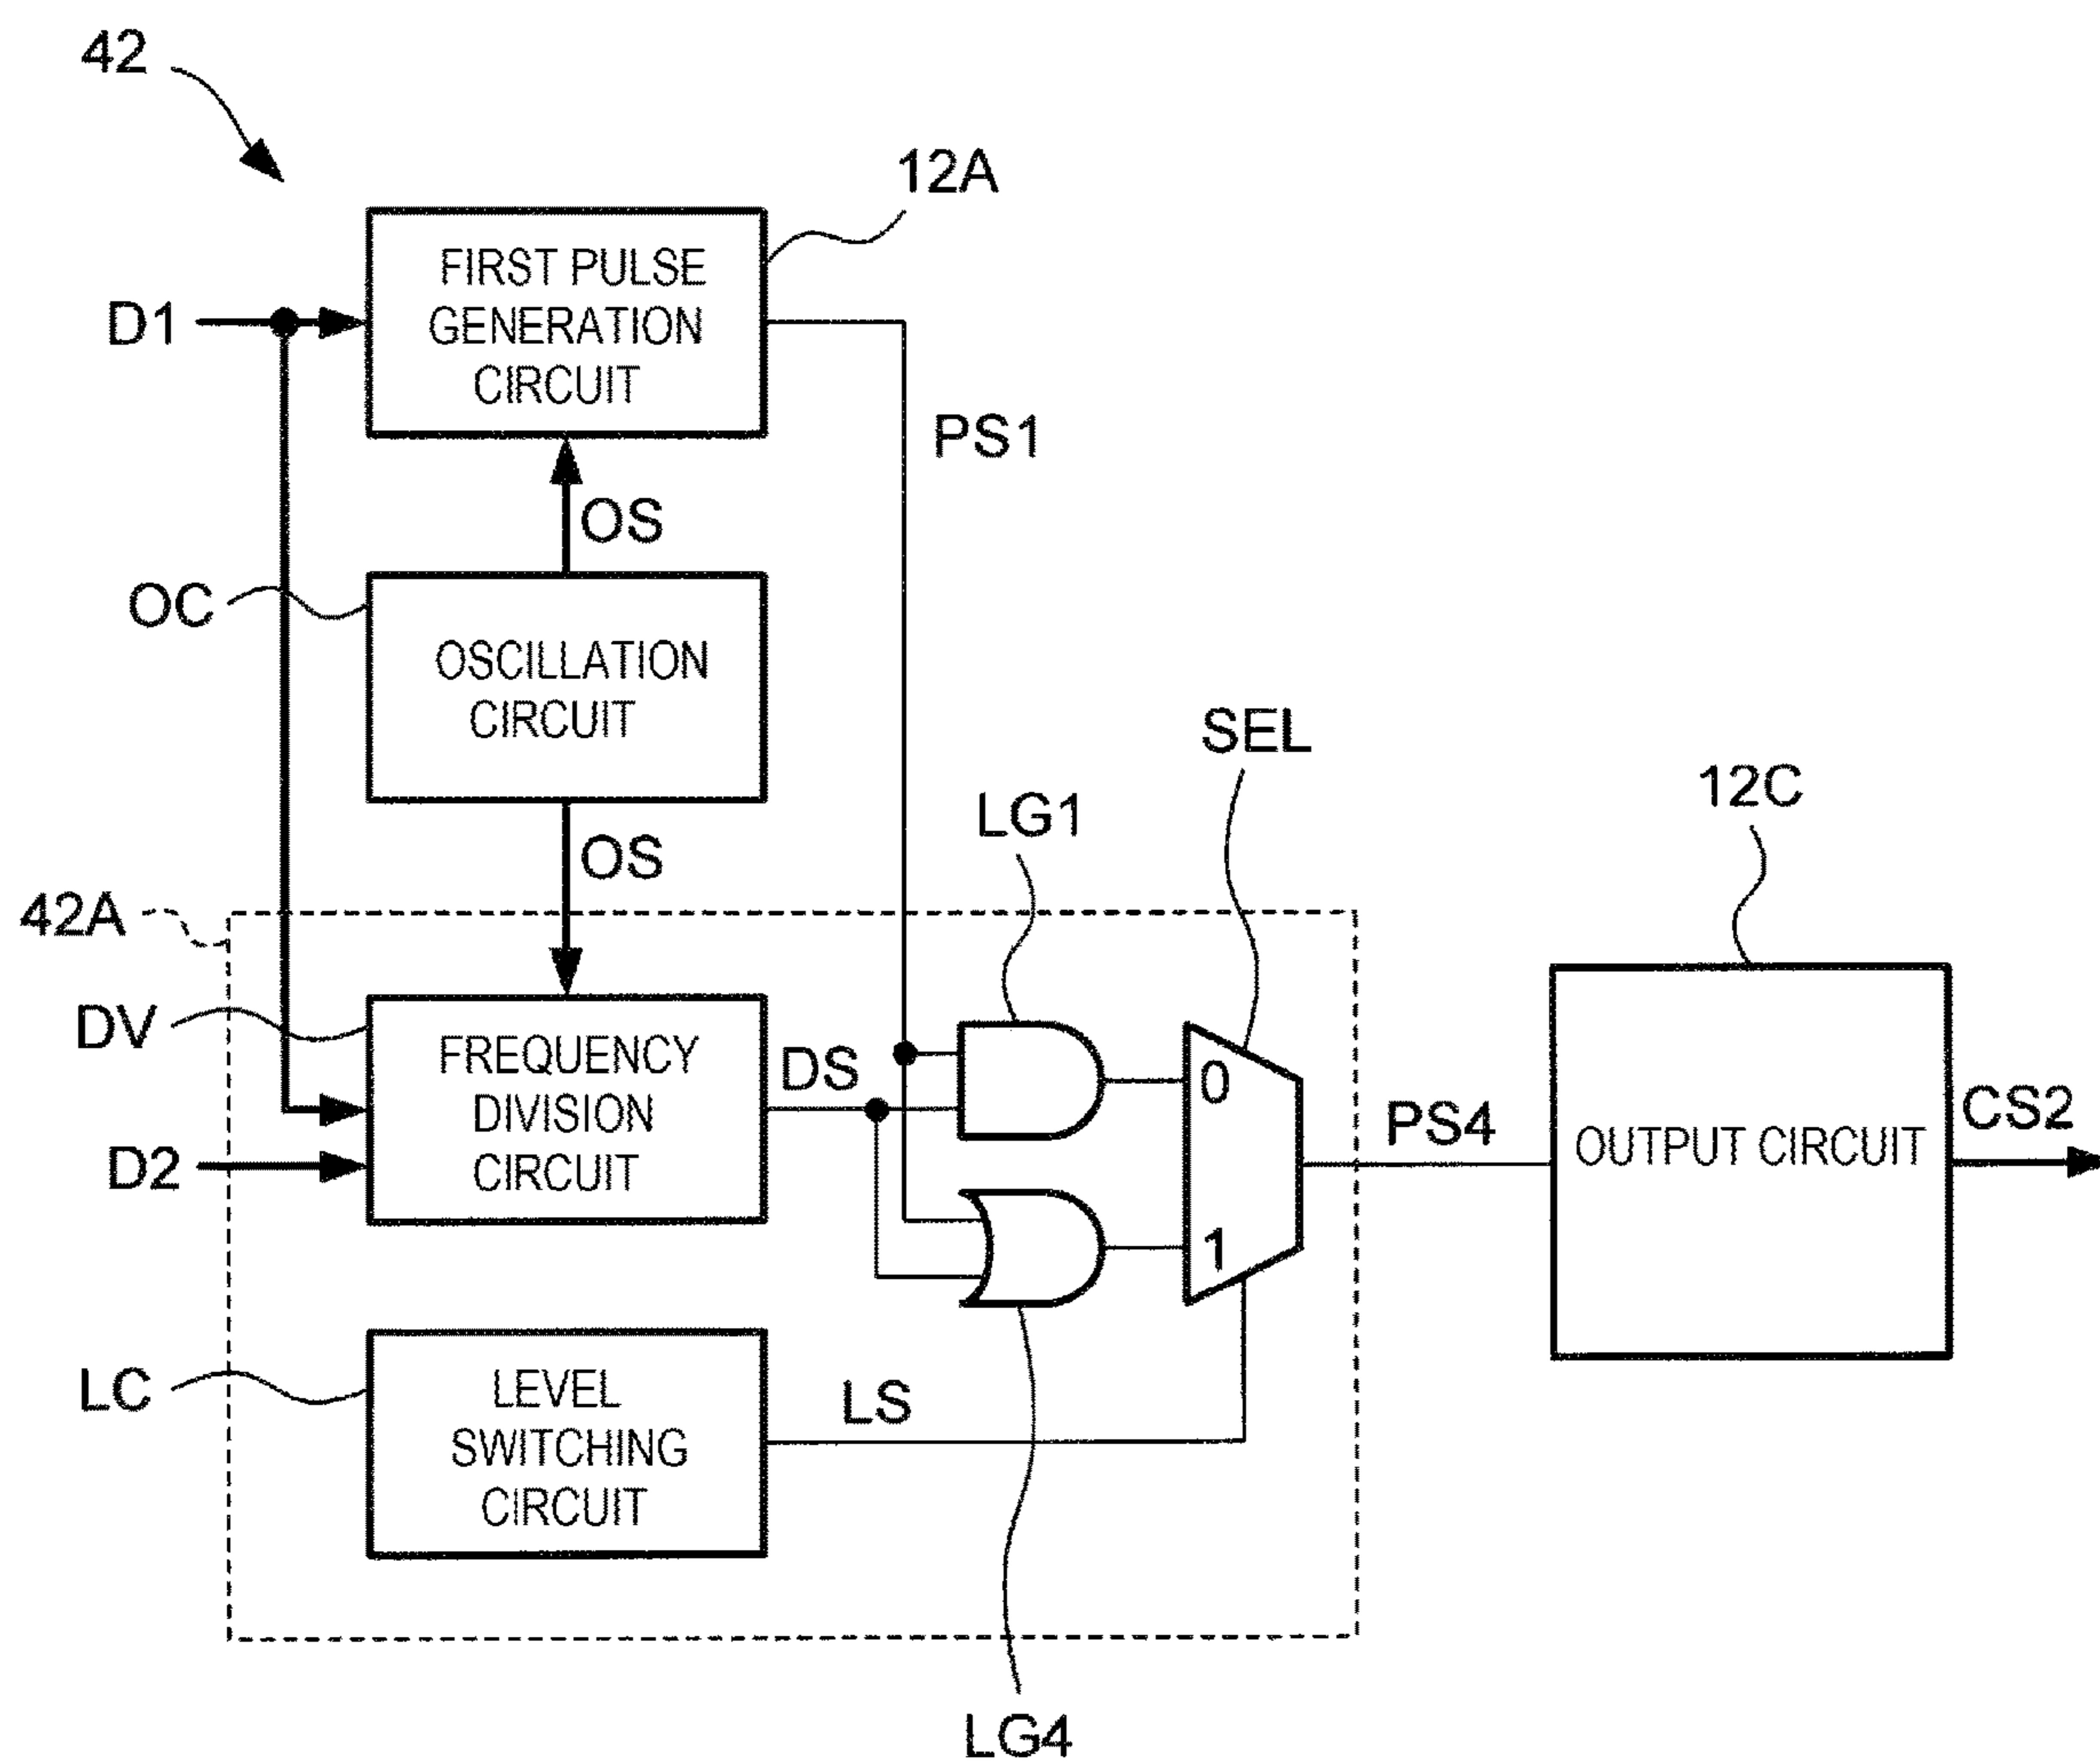 42
12A
FIRST PULSE
GENERATION
CIRCUIT
D1
PS1
OS
OC
OSCILLATION
CIRCUIT
SEL
12C
LG1
OS
42A
DV
FREQUENCY
DIVISION
CIRCUIT
DS
0
D2
PS4
OUTPUT CIRCUIT
CS2
1
LC
LEVEL
SWITCHING
CIRCUIT
LS
LG4